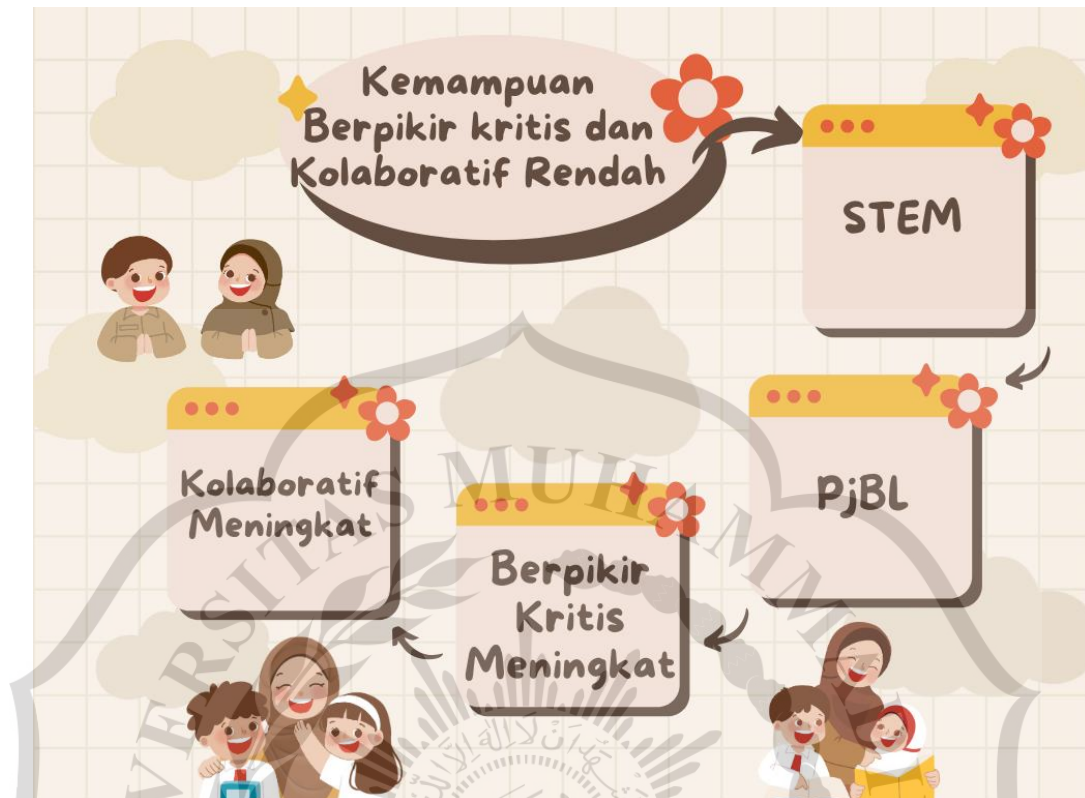 Kemampuan
Berpikir kritis dan
Kolaboratif Rendah
STEM
PjBL
Berpikir
Kritis
Meningkat
Kolaboratif
Meningkat